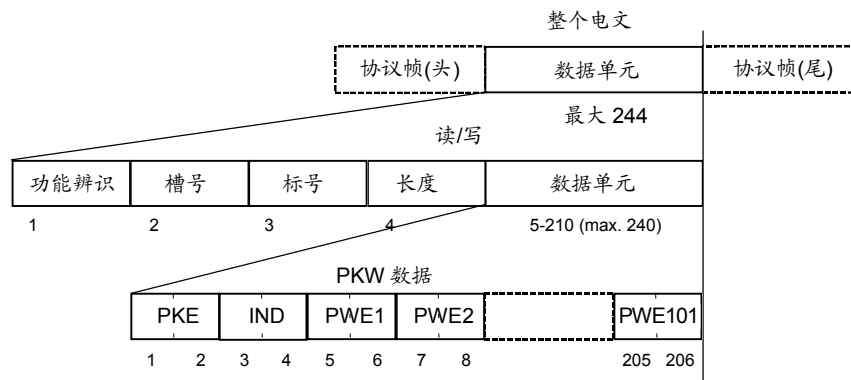 整个电文
协议帧(头) 数据单元 协议帧(尾)
最大 244
读/写
功能辨识 槽号 标号 长度 数据单元
1 2 3 4 5-210 (max. 240)
PKW 数据
PKE IND PWE1 PWE2 PWE101
1 2 3 4 5 6 7 8 205 206